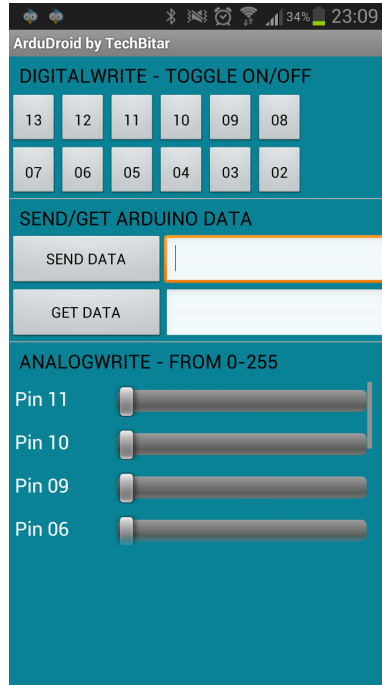 34% 23:09
ArduDroid by TechBitar
DIGITALWRITE - TOGGLE ON/OFF
13 12 11 10 09 08
07 06 05 04 03 02
SEND/GET ARDUINO DATA
SEND DATA
GET DATA
ANALOGWRITE - FROM 0-255
Pin 11
Pin 10
Pin 09
Pin 06